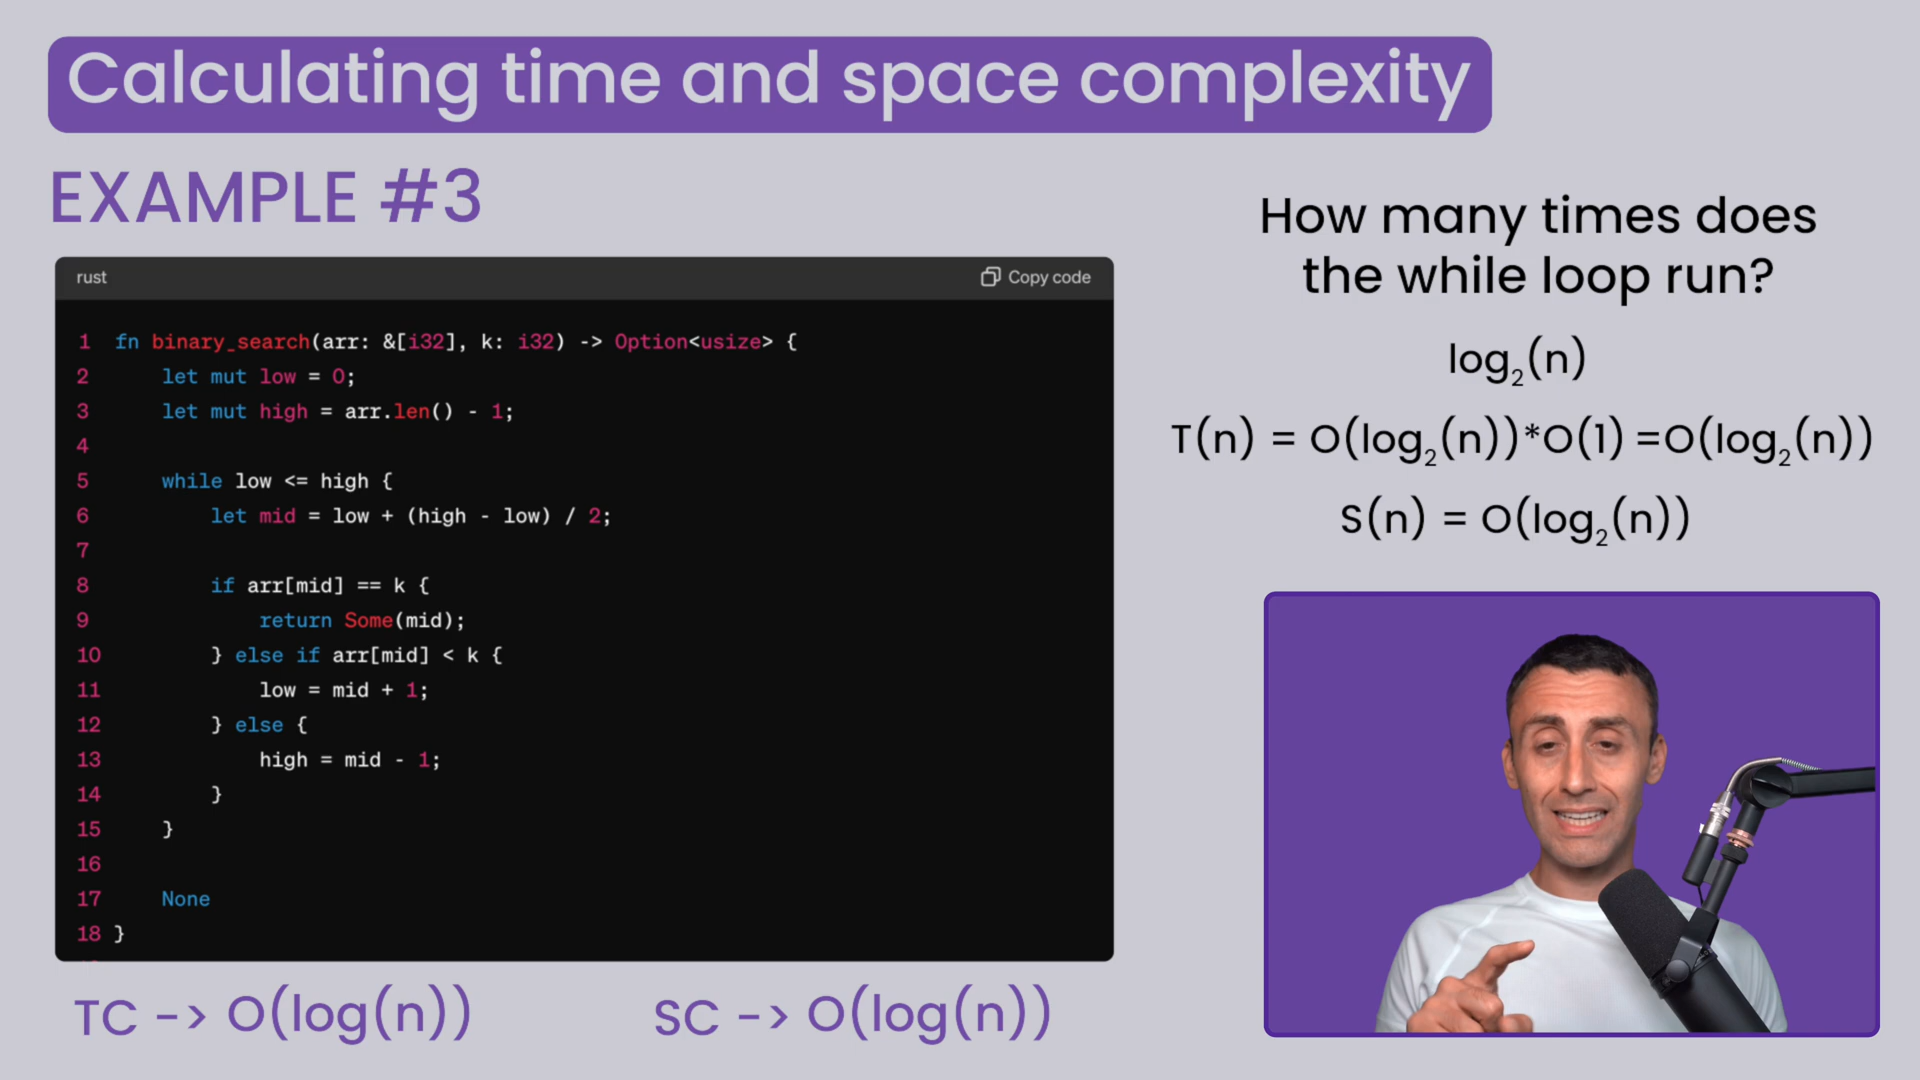 Calculating time and space complexity
EXAMPLE #3
rust
Copy code
1 fn binary_search(arr: &[i32], k: i32) -> Option<usize> {
2     let mut low = 0;
3     let mut high = arr.len() - 1;
4
5     while low <= high {
6         let mid = low + (high - low) / 2;
7
8         if arr[mid] == k {
9             return Some(mid);
10         } else if arr[mid] < k {
11             low = mid + 1;
12         } else {
13             high = mid - 1;
14         }
15     }
16
17     None
18 }
TC -> O(log(n))
SC -> O(log(n))
How many times does
the while loop run?
log₂(n)
T(n) = O(log₂(n))*O(1) =O(log₂(n))
S(n) = O(log₂(n))